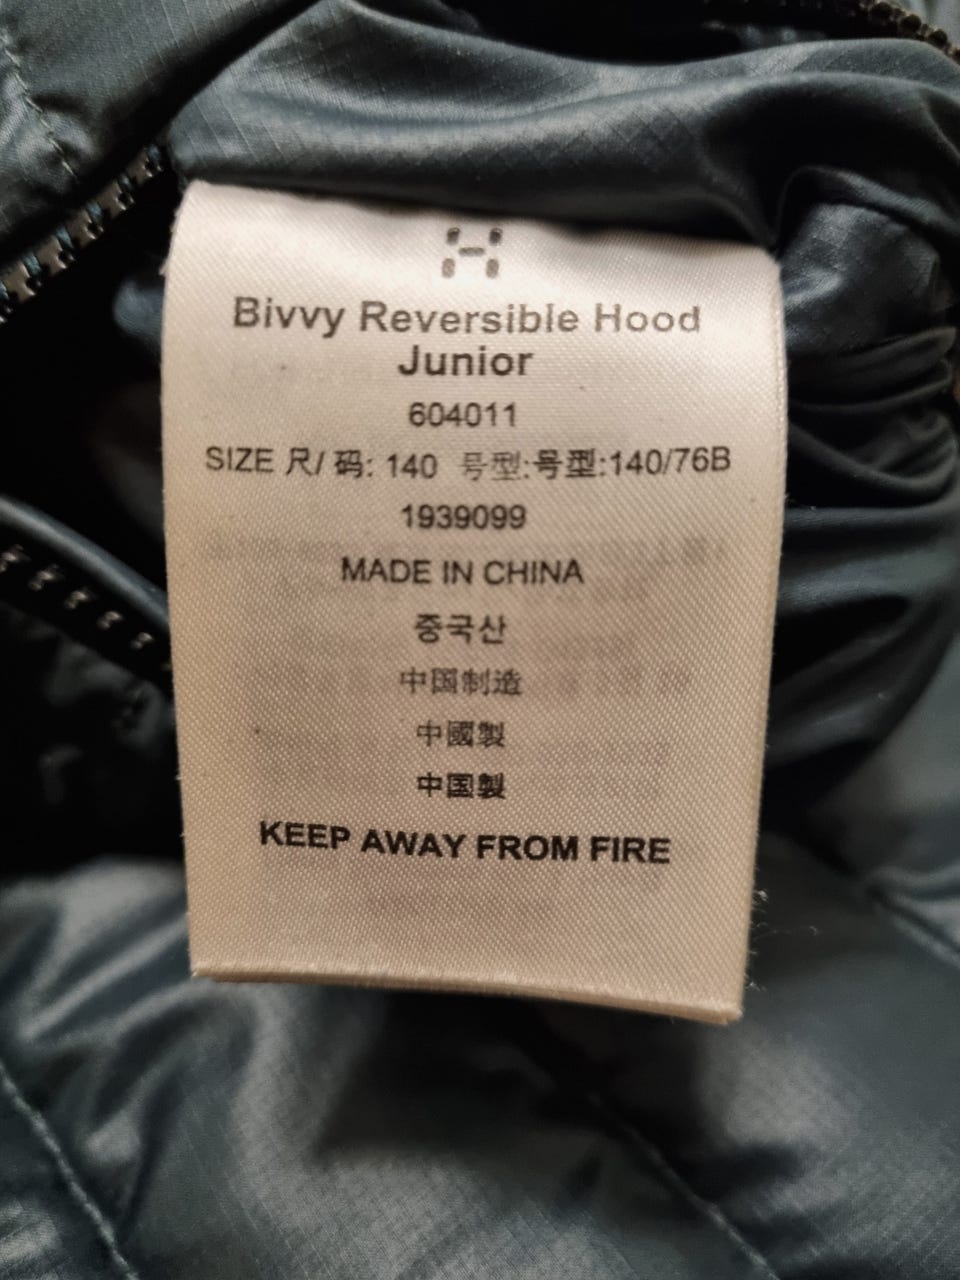 Bivvy Reversible Hood
Junior
604011
SIZE 尺/ 码: 140 号型:号型:140/76B
1939099
MADE IN CHINA
중국산
中国制造
中國製
中国製
KEEP AWAY FROM FIRE